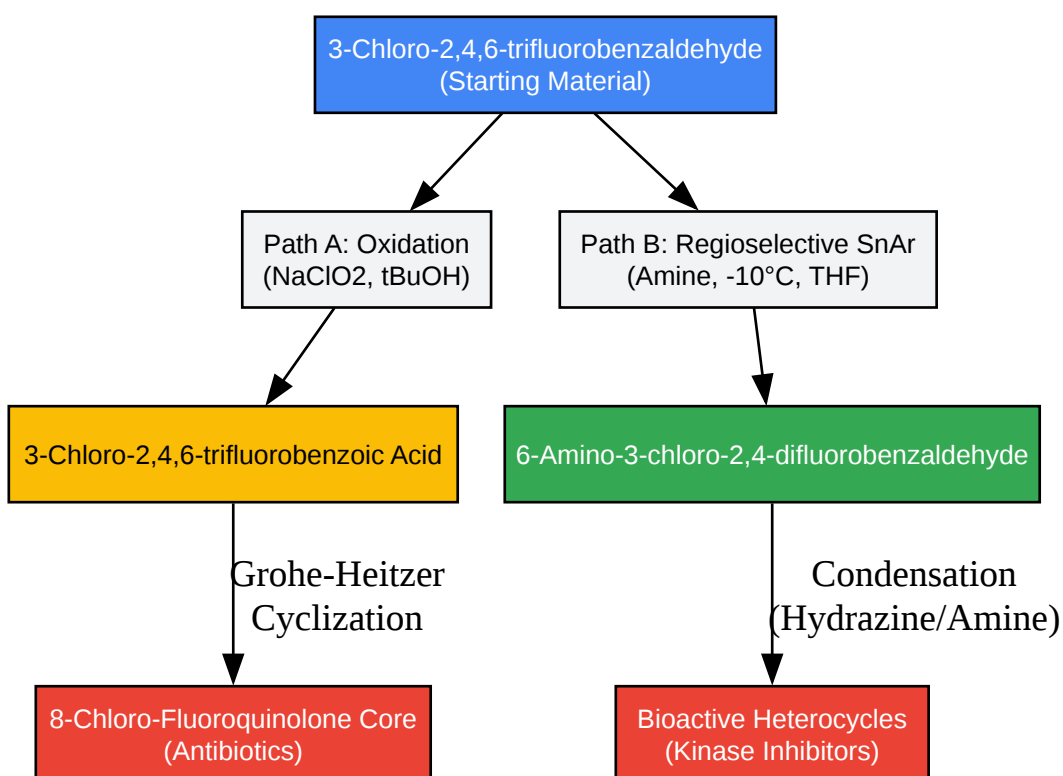 3-Chloro-2,4,6-trifluorobenzaldehyde
(Starting Material)
Path A: Oxidation
(NaClO2, tBuOH)
Path B: Regioselective SnAr
(Amine, -10°C, THF)
3-Chloro-2,4,6-trifluorobenzoic Acid
6-Amino-3-chloro-2,4-difluorobenzaldehyde
Grohe-Heitzer
Cyclization
Condensation
(Hydrazine/Amine)
8-Chloro-Fluoroquinolone Core
(Antibiotics)
Bioactive Heterocycles
(Kinase Inhibitors)